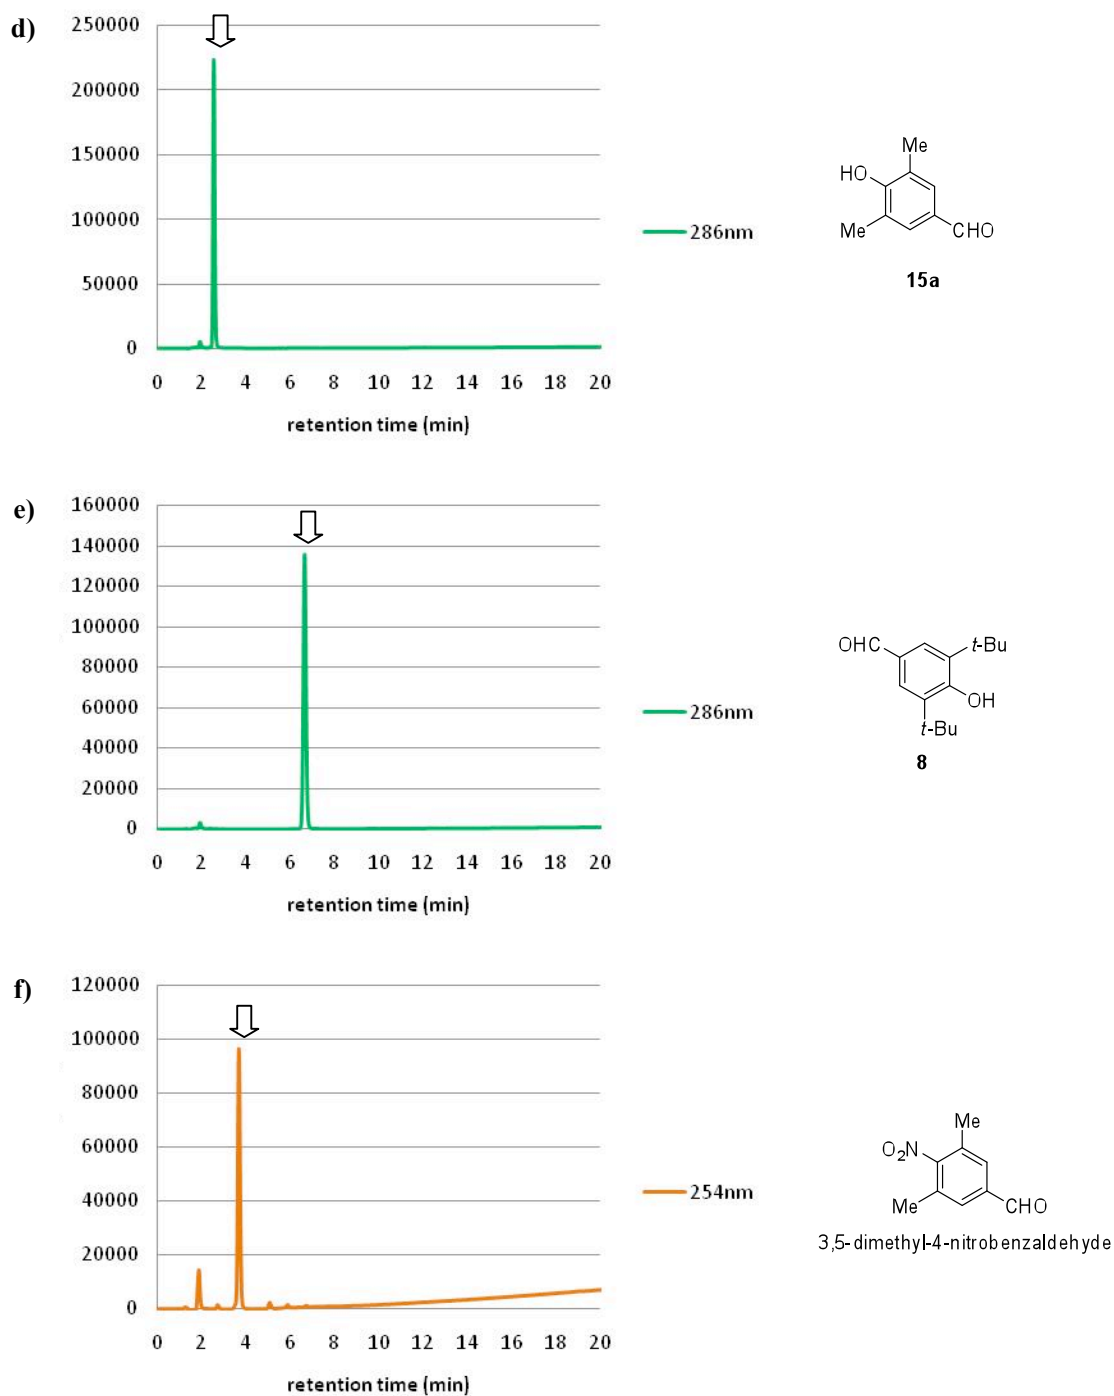 d)
250000
200000
150000
100000
50000
0
0 2 4 6 8 10 12 14 16 18 20
retention time (min)
286nm
Me
HO
Me
CHO
15a
e)
160000
140000
120000
100000
80000
60000
40000
20000
0
0 2 4 6 8 10 12 14 16 18 20
retention time (min)
286nm
OHC
t-Bu
OH
t-Bu
8
f)
120000
100000
80000
60000
40000
20000
0
0 2 4 6 8 10 12 14 16 18 20
retention time (min)
254nm
Me
O₂N
Me
CHO
3,5-dimethyl-4-nitrobenzaldehyde